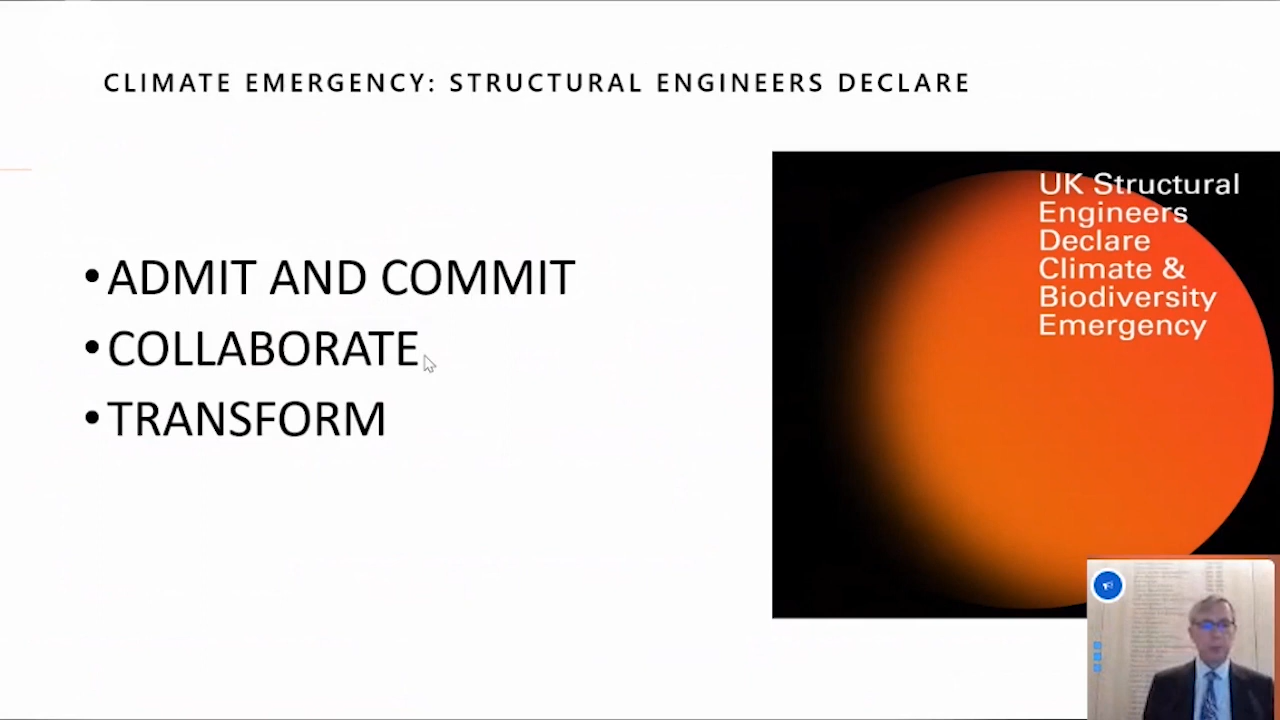 CLIMATE EMERGENCY: STRUCTURAL ENGINEERS DECLARE
• ADMIT AND COMMIT
• COLLABORATE
• TRANSFORM
UK Structural
Engineers
Declare
Climate &
Biodiversity
Emergency